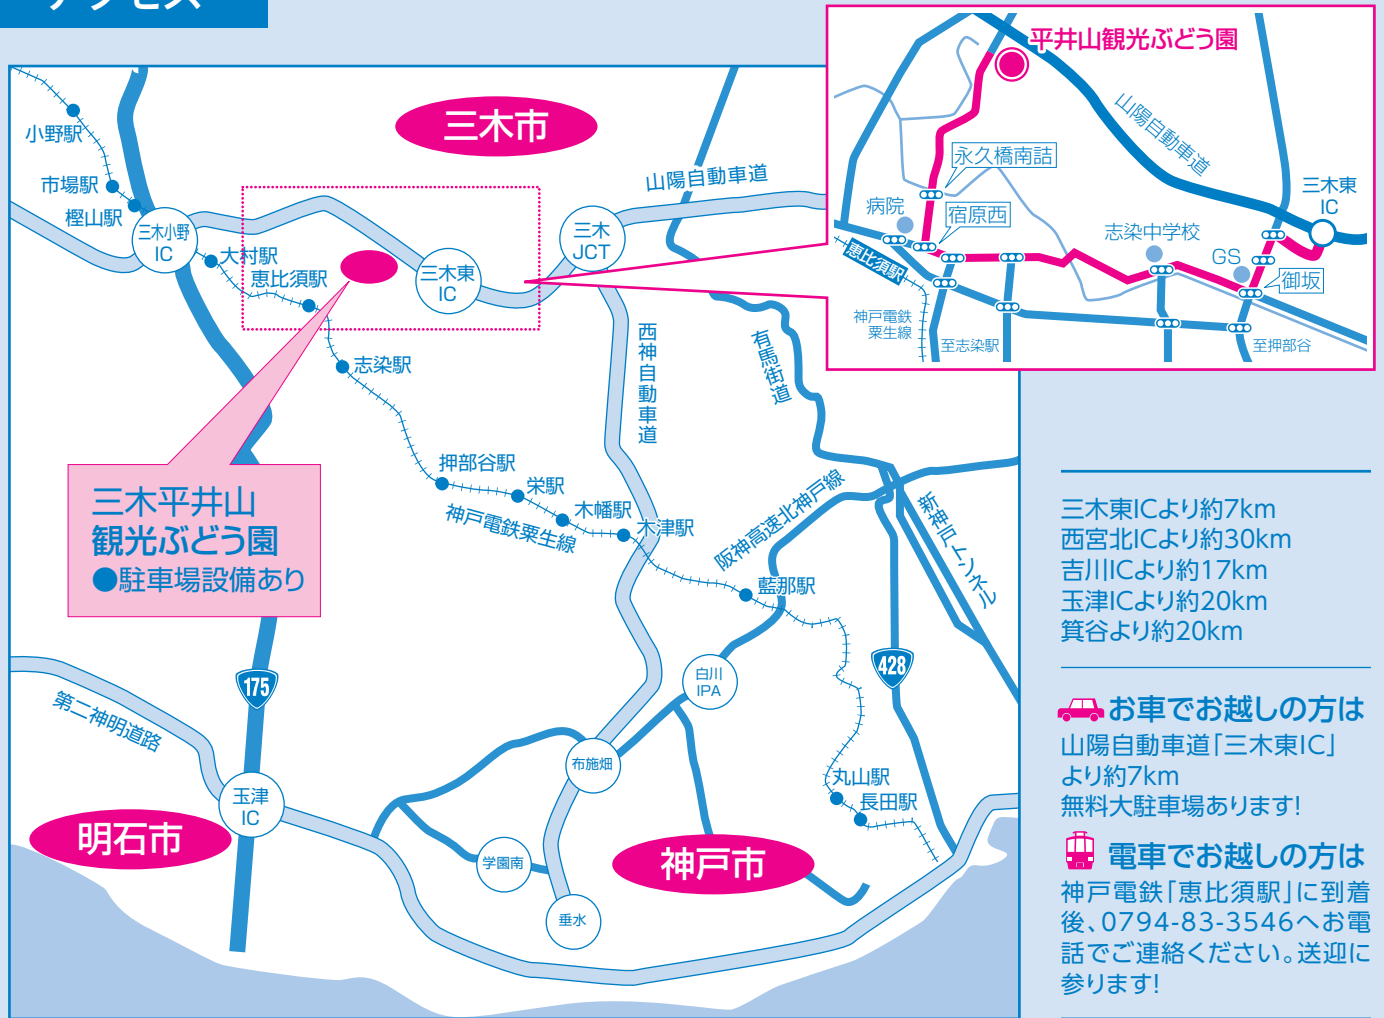 アクセス
三木市
小野駅
市場駅
樫山駅
三木小野
IC
大村駅
恵比須駅
三木東
IC
三木
JCT
山陽自動車道
西神自動車道
有馬街道
志染駅
押部谷駅
栄駅
木幡駅
木津駅
神戸電鉄粟生線
阪神高速北神戸線
新神戸トンネル
藍那駅
三木平井山
観光ぶどう園
●駐車場設備あり
175
428
白川
IPA
第二神明道路
布施畑
玉津
IC
丸山駅
長田駅
明石市
学園南
神戸市
垂水
平井山観光ぶどう園
山陽自動車道
永久橋南詰
三木東
IC
病院
宿原西
志染中学校
GS
恵比須駅
御坂
神戸電鉄
粟生線
至志染駅
至押部谷
三木東ICより約7km
西宮北ICより約30km
吉川ICより約17km
玉津ICより約20km
箕谷より約20km
お車でお越しの方は
山陽自動車道「三木東IC」
より約7km
無料大駐車場あります!
電車でお越しの方は
神戸電鉄「恵比須駅」に到着
後、0794-83-3546へお電
話でご連絡ください。送迎に
参ります!